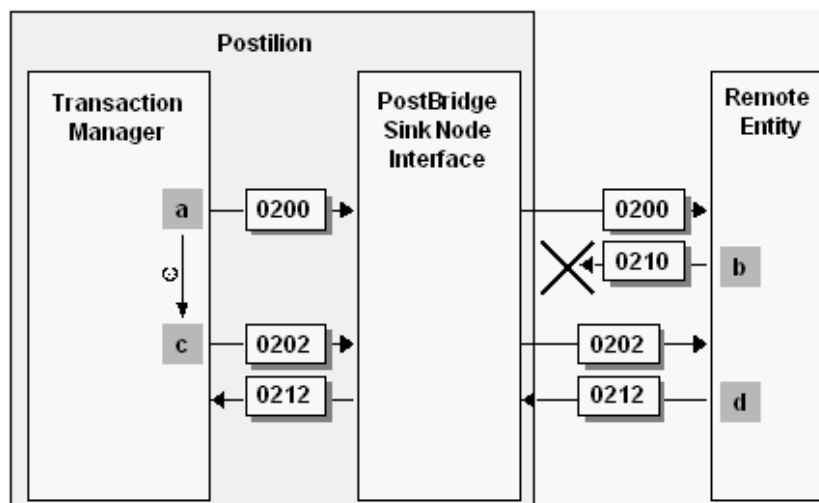 Postilion
Transaction
Manager
PostBridge
Sink Node
Interface
Remote
Entity
a
0200
0200
0210
b
c
0202
0202
0212
0212
d